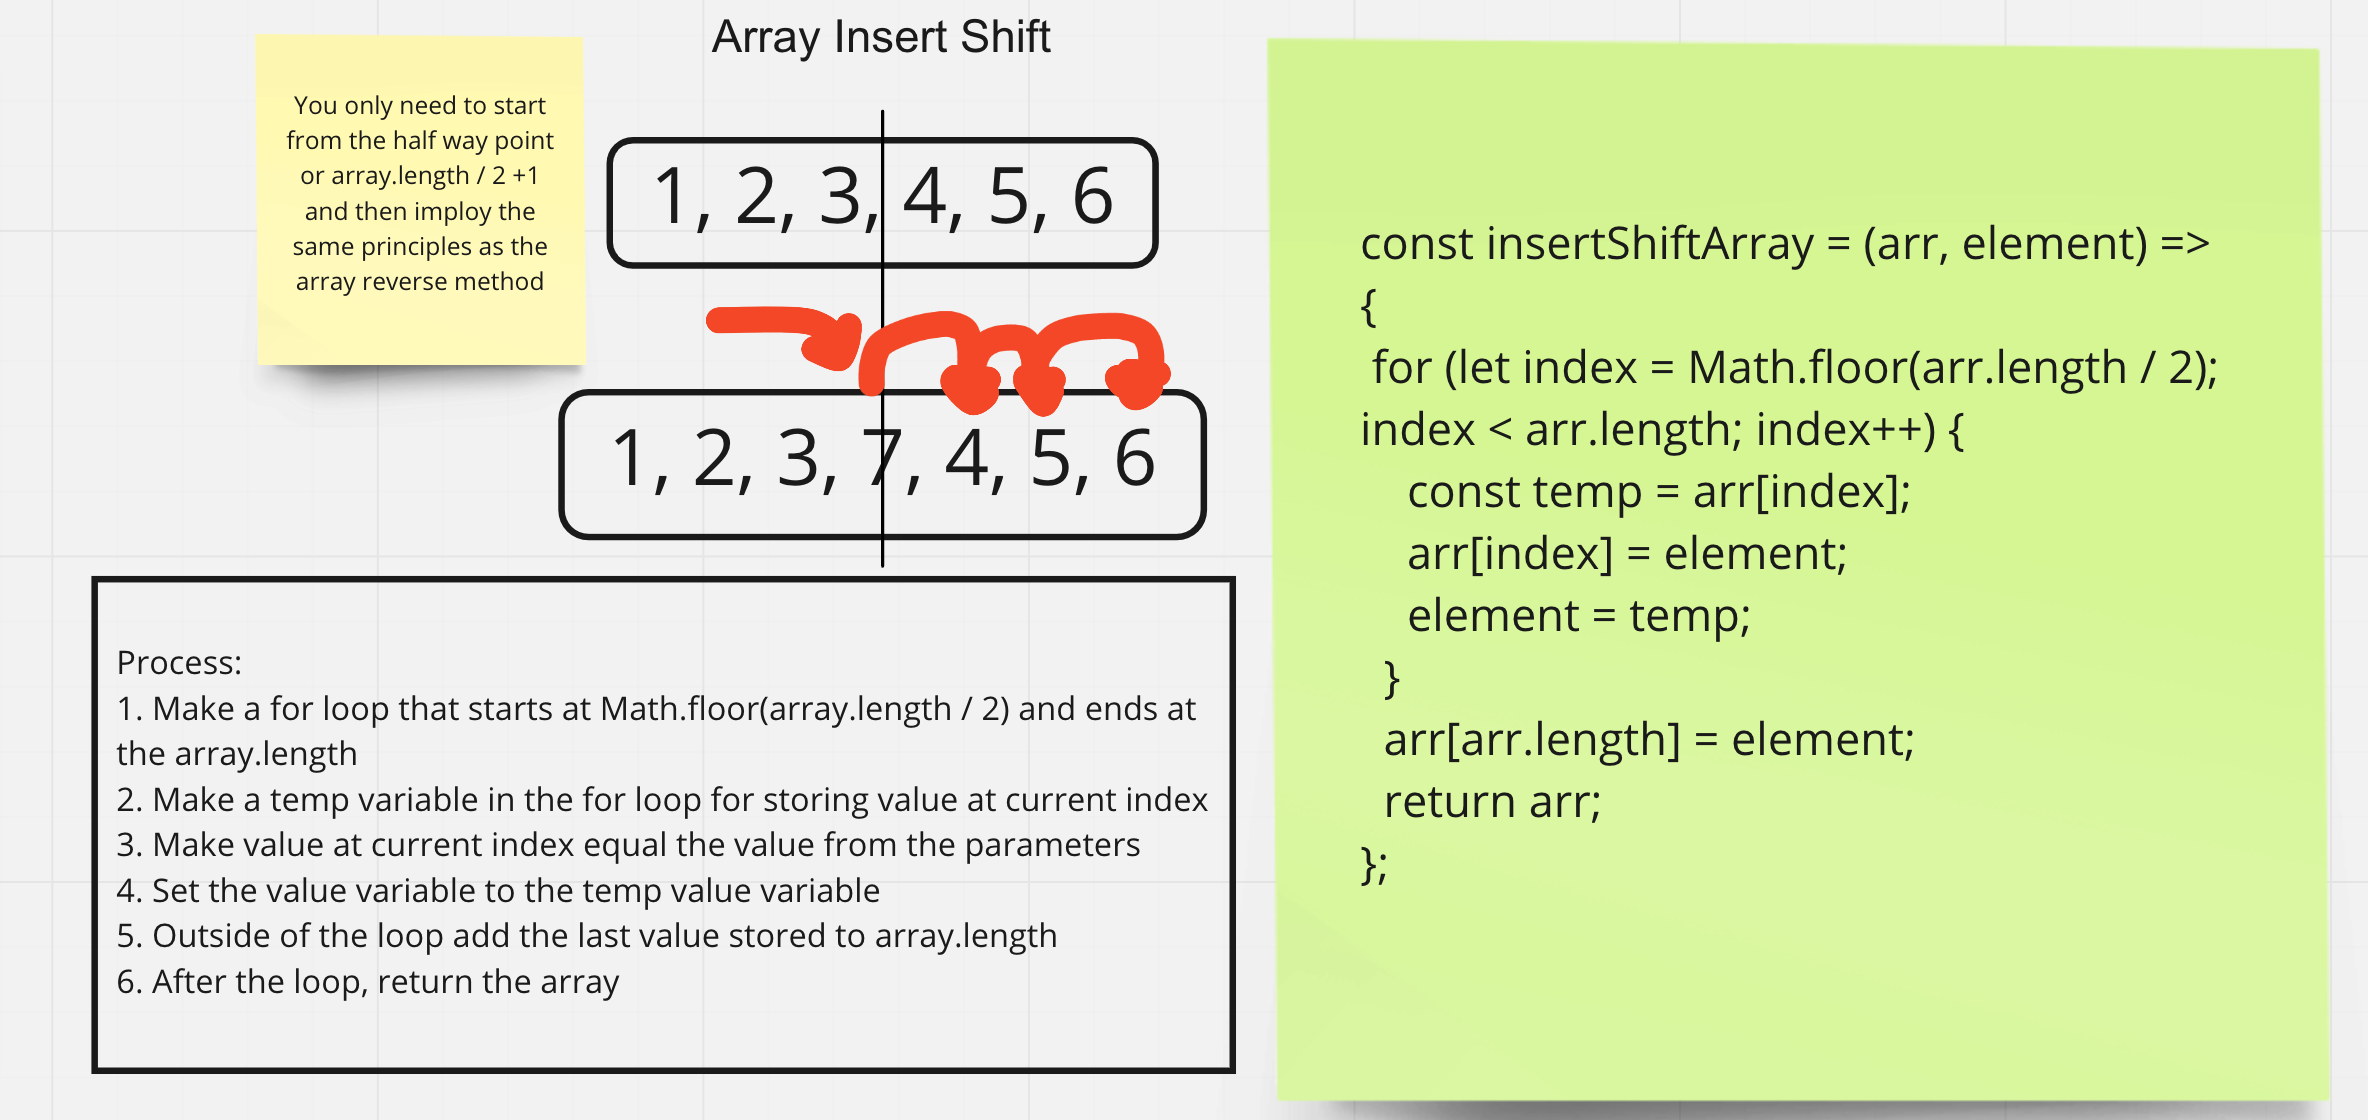 Array Insert Shift
You only need to start
from the half way point
or array.length / 2 +1
and then imploy the
same principles as the
array reverse method
1, 2, 3, 4, 5, 6
1, 2, 3, 7, 4, 5, 6
Process:
1. Make a for loop that starts at Math.floor(array.length / 2) and ends at
the array.length
2. Make a temp variable in the for loop for storing value at current index
3. Make value at current index equal the value from the parameters
4. Set the value variable to the temp value variable
5. Outside of the loop add the last value stored to array.length
6. After the loop, return the array
const insertShiftArray = (arr, element) =>
{
for (let index = Math.floor(arr.length / 2);
index < arr.length; index++) {
const temp = arr[index];
arr[index] = element;
element = temp;
}
arr[arr.length] = element;
return arr;
};